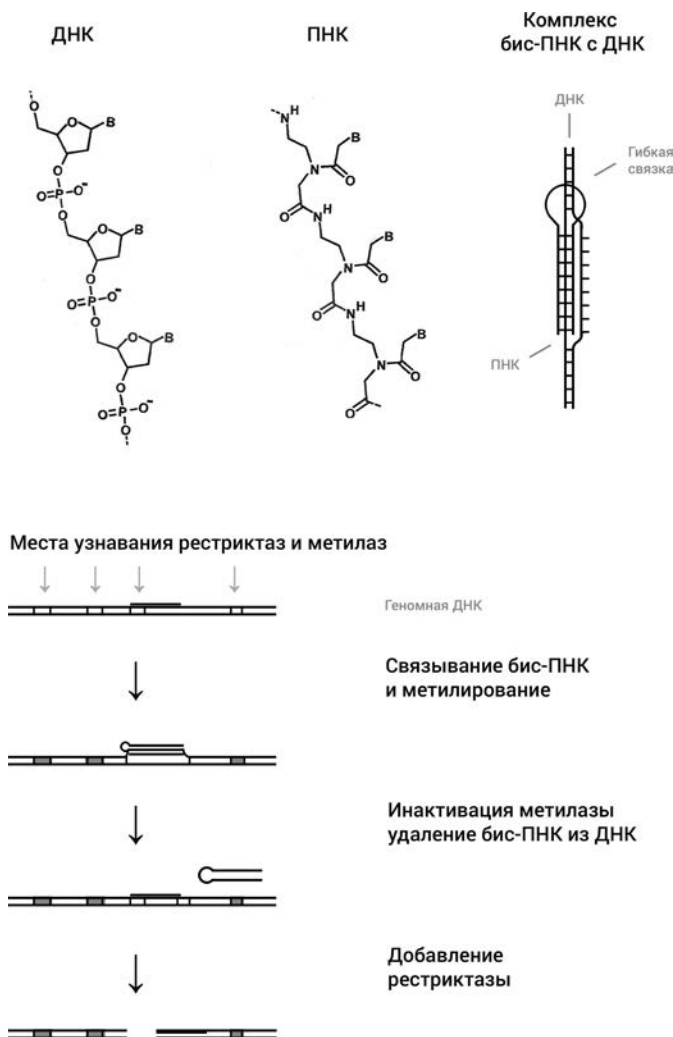 ДНК
ПНК
Комплекс
бис-ПНК с ДНК
O
O
B
O
O=P-O-
O
O
B
O
O=P-O-
O
O
B
O
O=P-O-
O
H
N
B
N
O
O
H
N
B
N
O
O
H
N
B
N
O
O
ДНК
Гибкая
связка
ПНК
Места узнавания рестриктаз и метилаз
Геномная ДНК
Связывание бис-ПНК
и метилирование
Инактивация метилазы
удаление бис-ПНК из ДНК
Добавление
рестриктазы